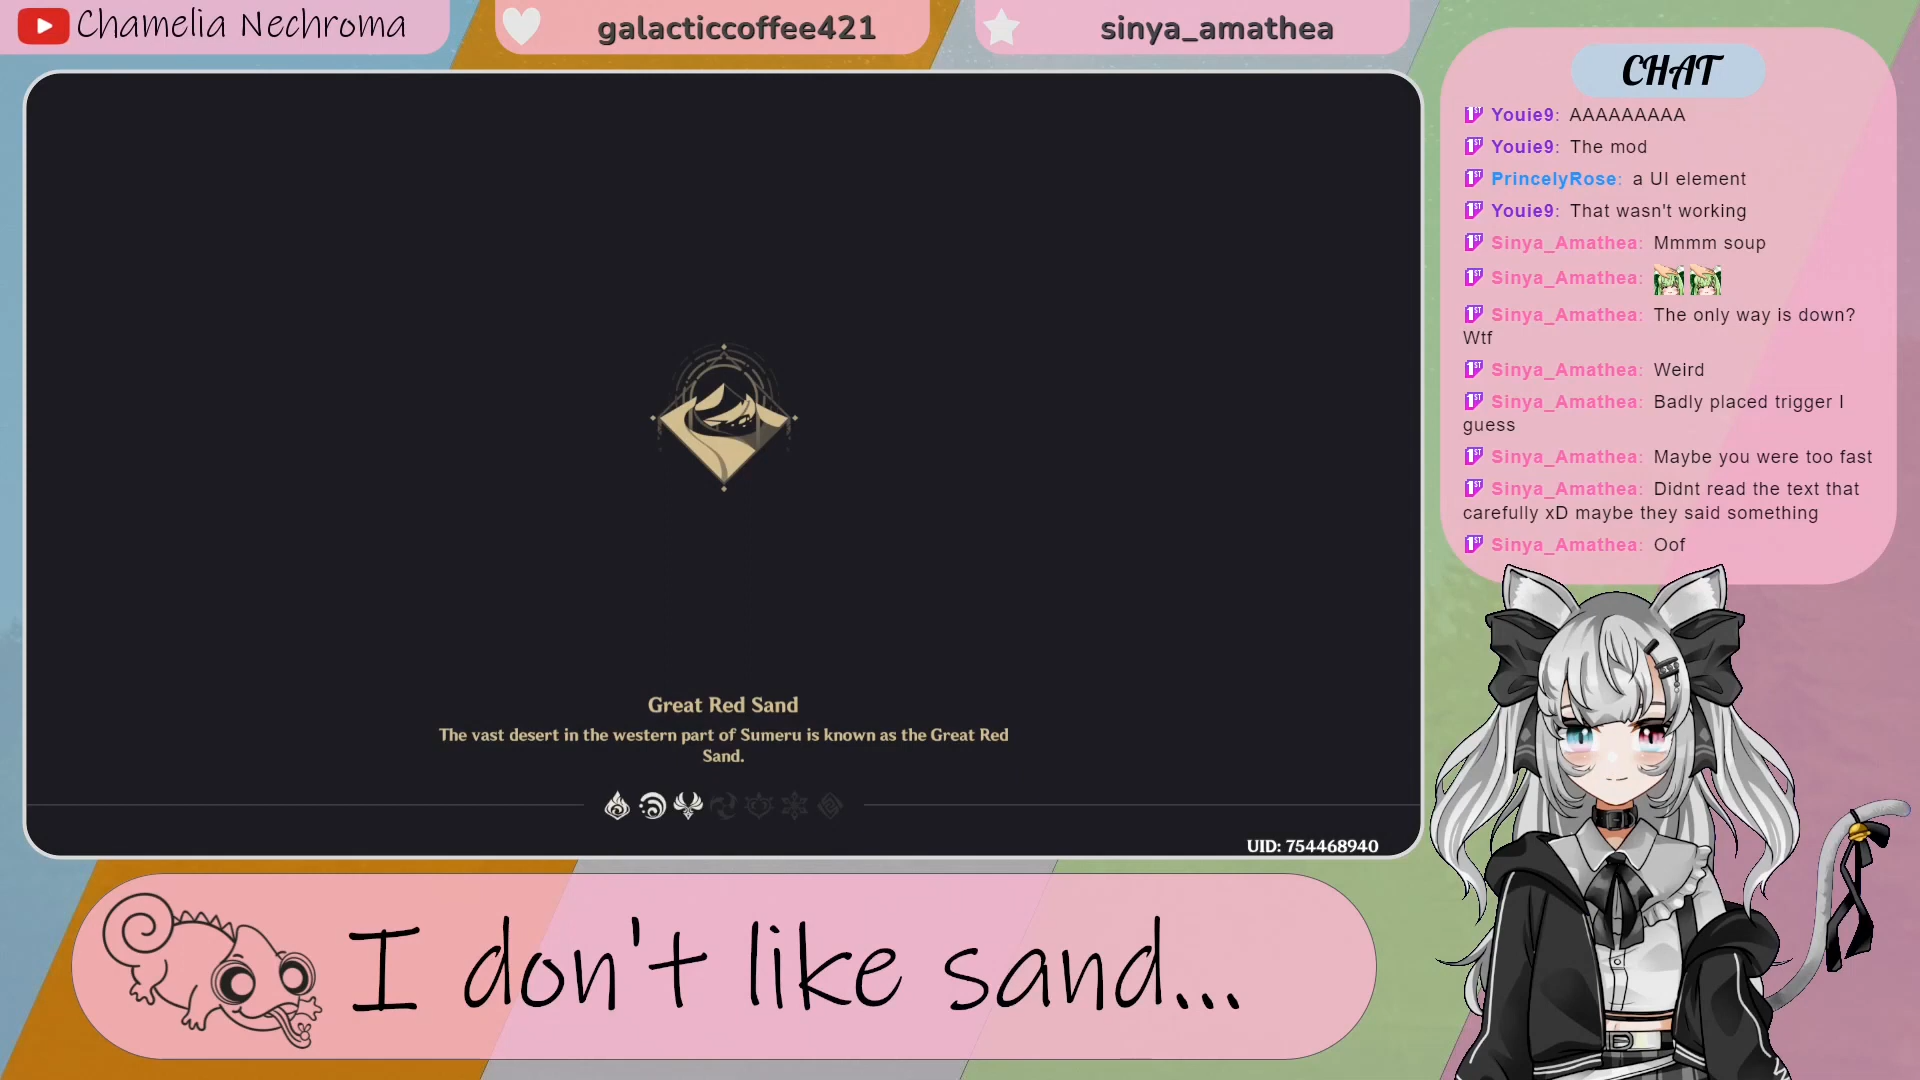 Chamelia Nechroma
galacticcoffee421
sinya_amathea
CHAT
Youie9: AAAAAAAAA
Youie9: The mod
PrincelyRose: a UI element
Youie9: That wasn't working
Sinya_Amathea: Mmmm soup
Sinya_Amathea:
Sinya_Amathea: The only way is down?
Wtf
Sinya_Amathea: Weird
Sinya_Amathea: Badly placed trigger I
guess
Sinya_Amathea: Maybe you were too fast
Sinya_Amathea: Didnt read the text that
carefully xD maybe they said something
Sinya_Amathea: Oof
Great Red Sand
The vast desert in the western part of Sumeru is known as the Great Red
Sand.
UID: 754468940
I don't like sand...